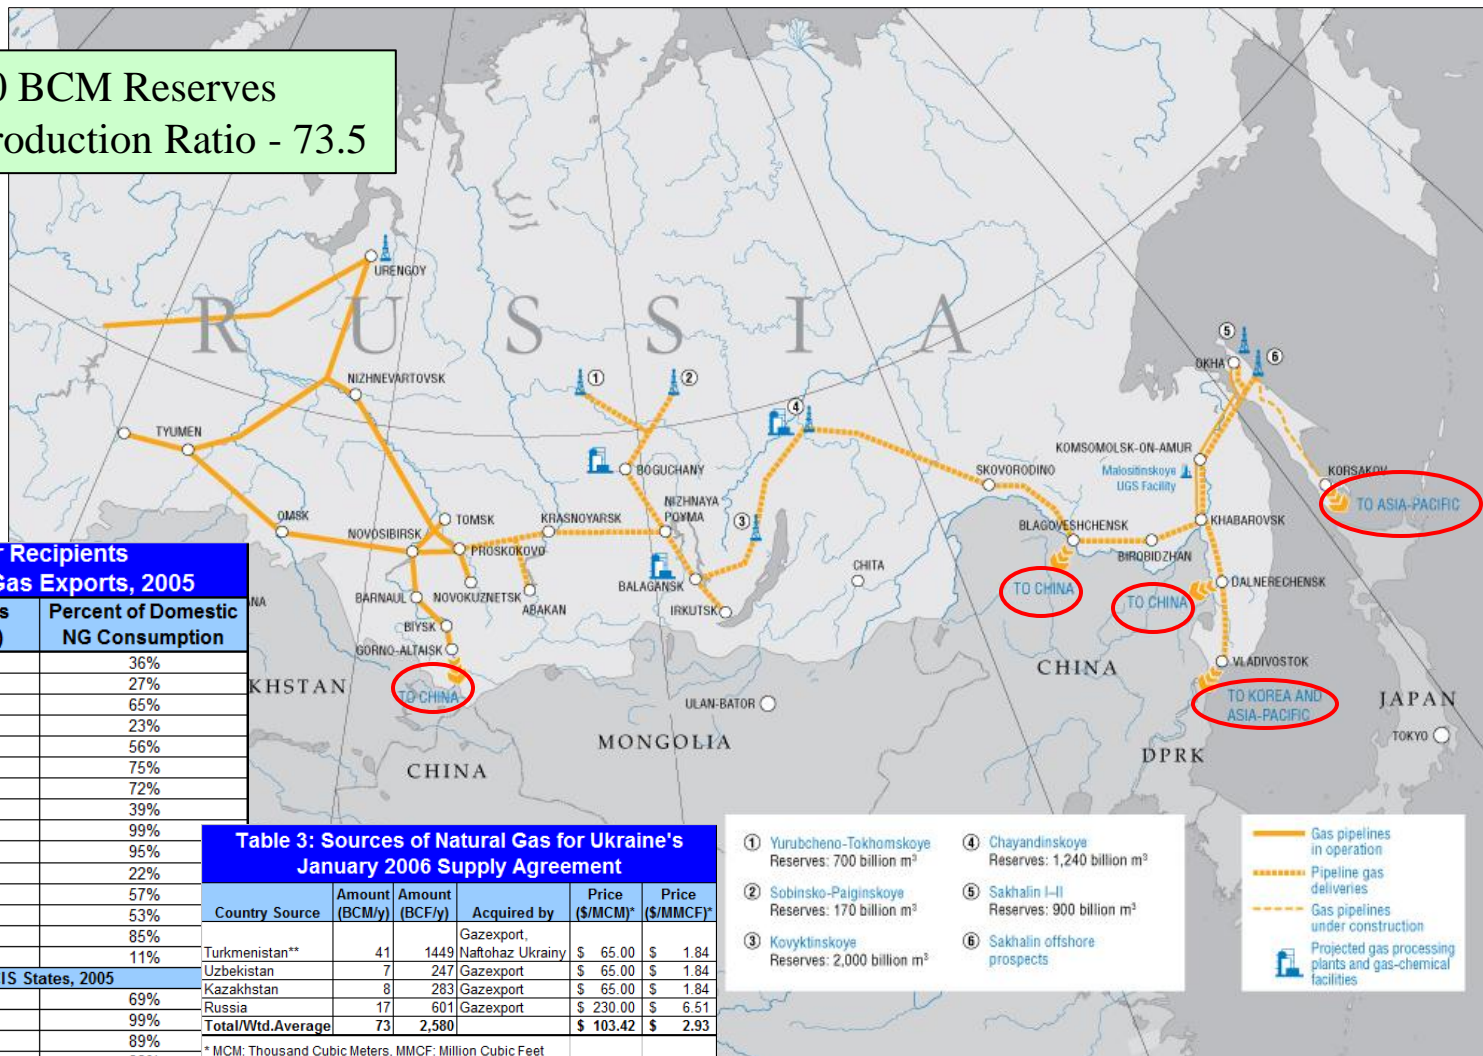 0 BCM Reserves
roduction Ratio - 73.5
R U S S I A
URENGOY
NIZHNEVARTOVSK
TYUMEN
OMSK
NOVOSIBIRSK
TOMSK
PROSKOKOVO
KRASNOYARSK
BARNAUL
NOVOKUZNETSK
ABAKAN
BIYSK
GORNO-ALTAISK
TO CHINA
①
②
BOGUCHANY
NIZHNAYA
POYMA
③
④
BALAGANSK
IRKUTSK
CHITA
SKOVORODINO
BLAGOVESHCHENSK
TO CHINA
BIROBIDZHAN
TO CHINA
KOMSOMOLSK-ON-AMUR
Malositinskoye
UGS Facility
KHABAROVSK
DALNERECHENSK
VLADIVOSTOK
TO KOREA AND
ASIA-PACIFIC
⑤
⑥
OKHA
KORSAKOV
TO ASIA-PACIFIC
ANA
KHSTAN
CHINA
MONGOLIA
ULAN-BATOR
CHINA
DPRK
JAPAN
TOKYO
r Recipients
Gas Exports, 2005
s Percent of Domestic
) NG Consumption
36%
27%
65%
23%
56%
75%
72%
39%
99%
95%
22%
57%
53%
85%
11%
IS States, 2005
69%
99%
89%
Table 3: Sources of Natural Gas for Ukraine's
January 2006 Supply Agreement
Country Source Amount (BCM/y) Amount (BCF/y) Acquired by Price ($/MCM)* Price ($/MMCF)*
Turkmenistan** 41 1449 Gazexport, Naftohaz Ukrainy $ 65.00 $ 1.84
Uzbekistan 7 247 Gazexport $ 65.00 $ 1.84
Kazakhstan 8 283 Gazexport $ 65.00 $ 1.84
Russia 17 601 Gazexport $ 230.00 $ 6.51
Total/Wtd.Average 73 2,580 $ 103.42 $ 2.93
* MCM: Thousand Cubic Meters, MMCF: Million Cubic Feet
① Yurubcheno-Tokhomskoye
Reserves: 700 billion m³
② Sobinsko-Paiginskoye
Reserves: 170 billion m³
③ Kovyktinskoye
Reserves: 2,000 billion m³
④ Chayandinskoye
Reserves: 1,240 billion m³
⑤ Sakhalin I–II
Reserves: 900 billion m³
⑥ Sakhalin offshore
prospects
Gas pipelines
in operation
Pipeline gas
deliveries
Gas pipelines
under construction
Projected gas processing
plants and gas-chemical
facilities